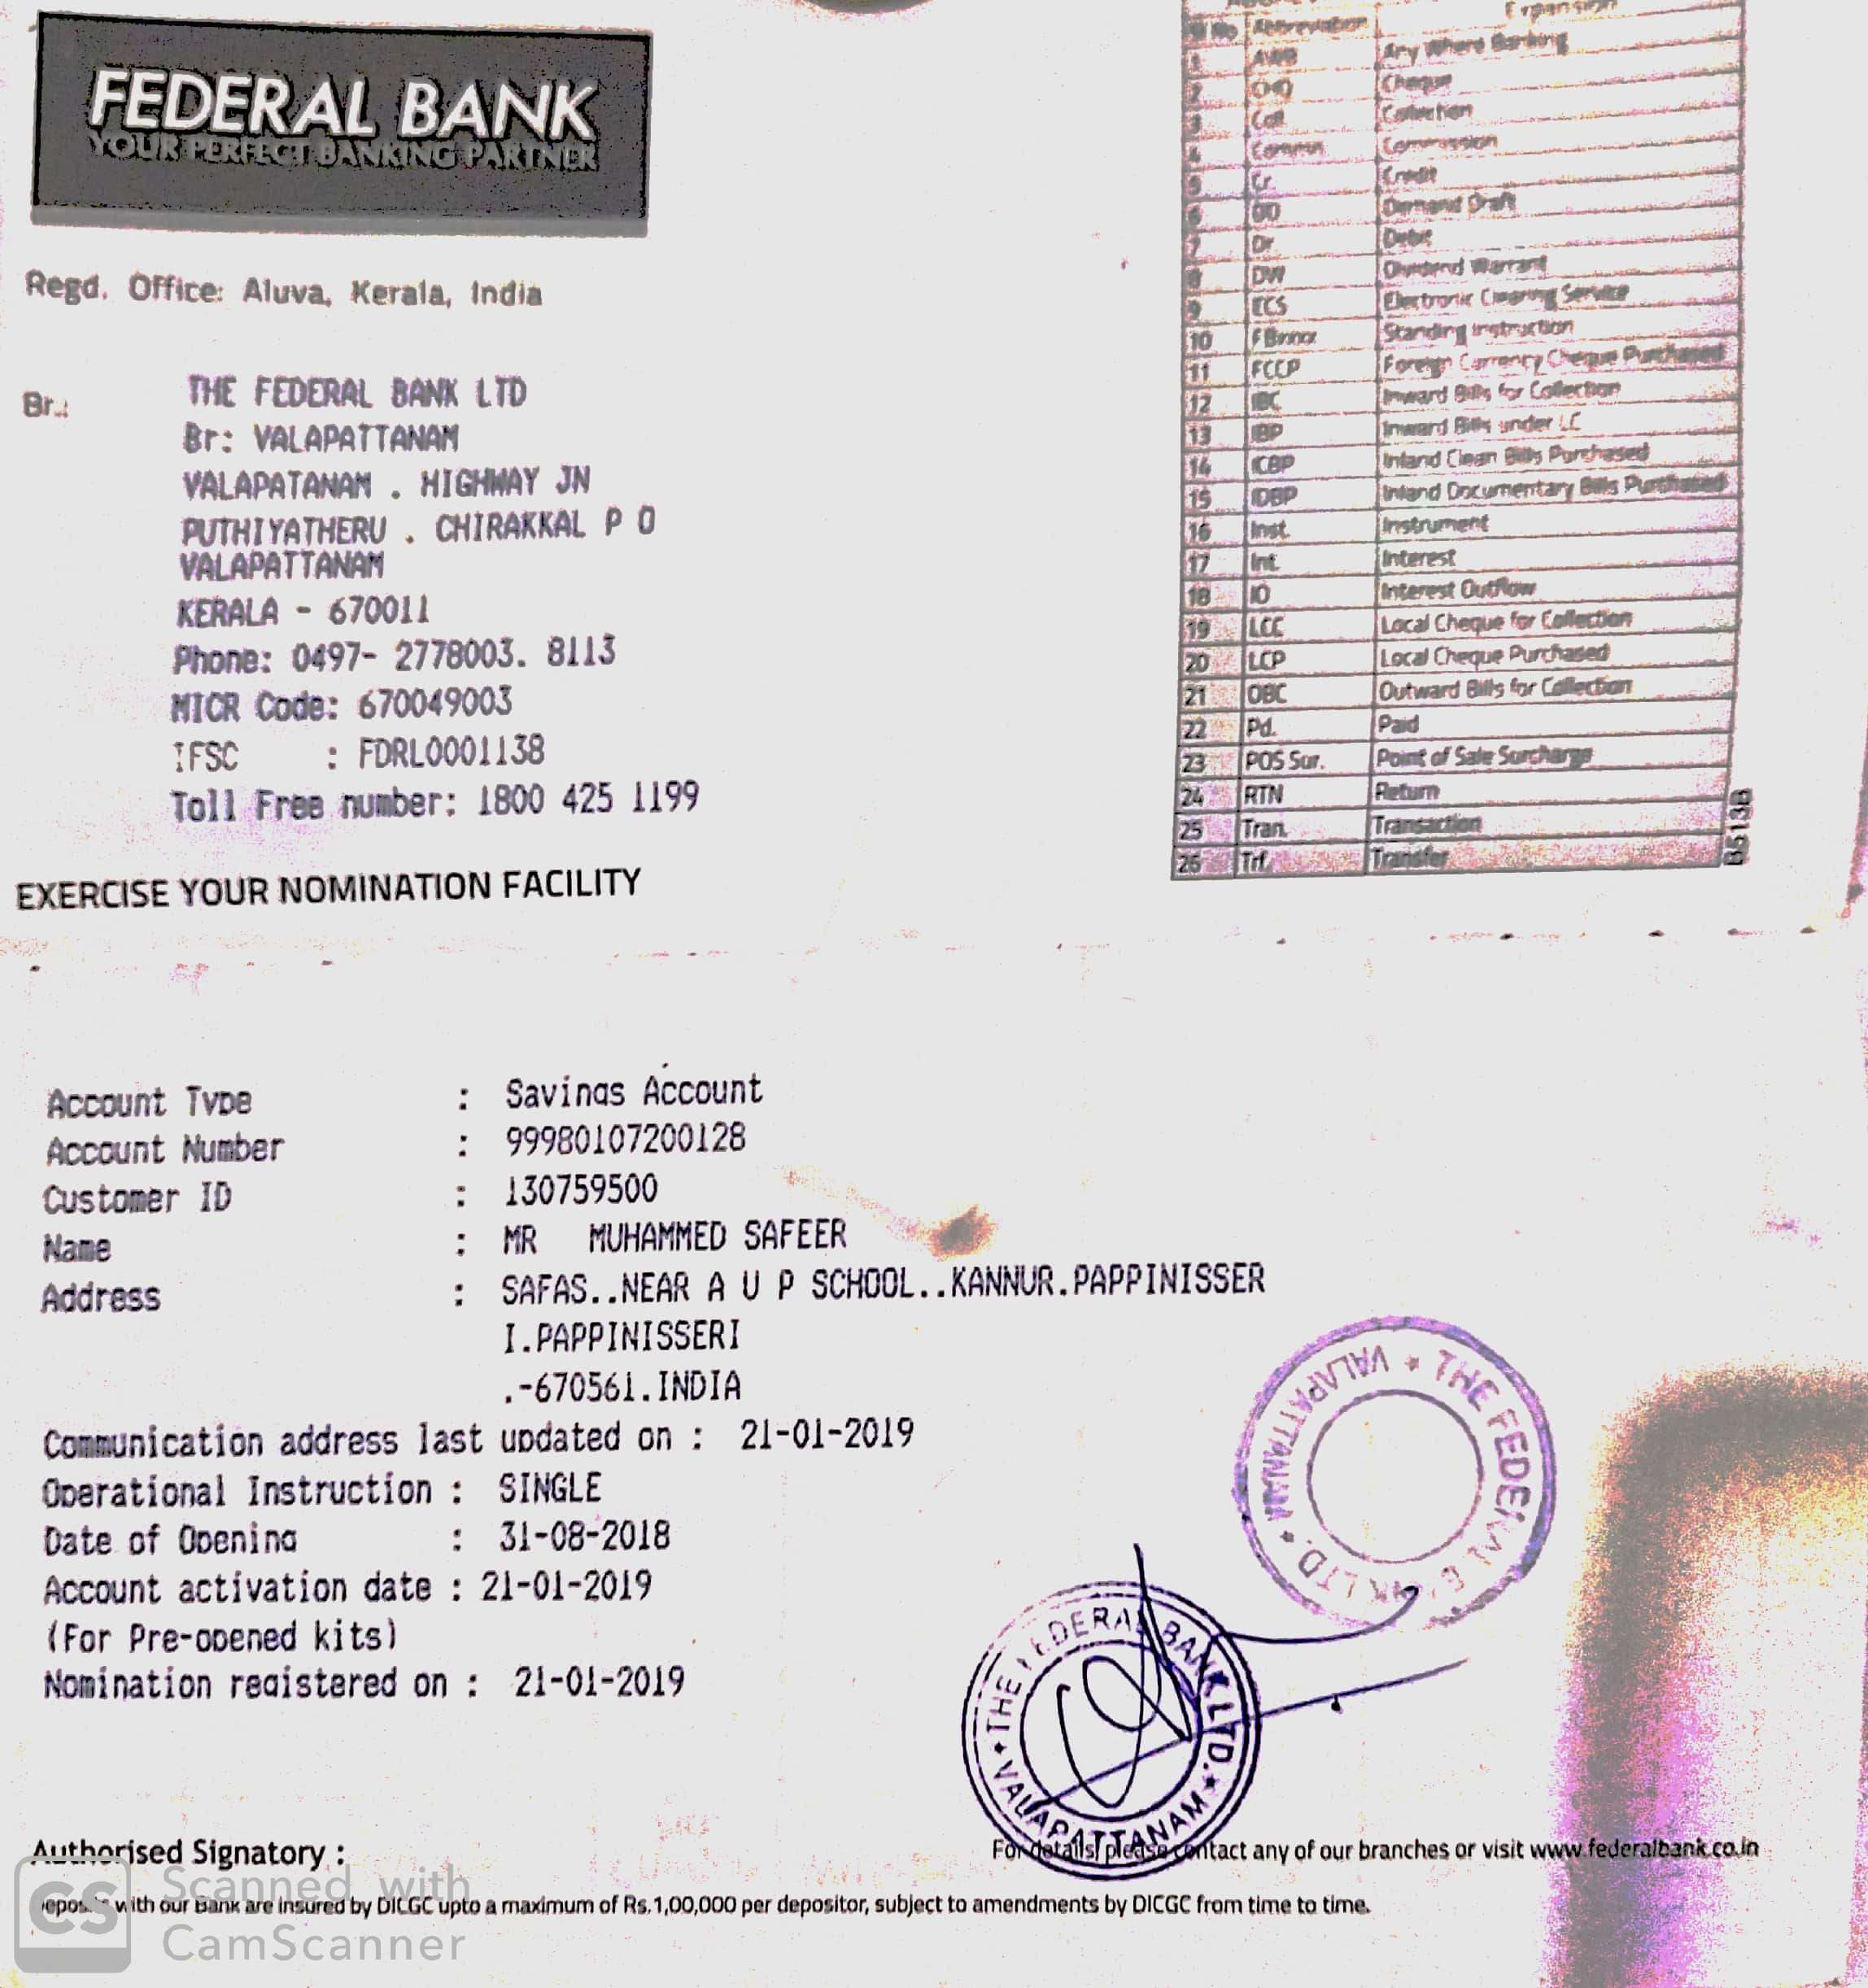 FEDERAL BANK
YOUR PERFECT BANKING PARTNER
Regd. Office: Aluva, Kerala, India
Br.: THE FEDERAL BANK LTD
Br: VALAPATTANAM
VALAPATANAM . HIGHWAY JN
PUTHIYATHERU . CHIRAKKAL P O
VALAPATTANAM
KERALA - 670011
Phone: 0497- 2778003. 8113
MICR Code: 670049003
IFSC : FDRL0001138
Toll Free number: 1800 425 1199
EXERCISE YOUR NOMINATION FACILITY
Sl No Abbreviation Expansion
1 AWB Any Where Banking
2 CHQ Cheque
3 Coll Collection
4 Commn Commission
5 Cr Credit
6 DD Demand Draft
7 Dr Debit
8 DW Dividend Warrant
9 ECS Electronic Clearing Service
10 FBxxxx Standing Instruction
11 FCCP Foreign Currency Cheque Purchased
12 IBC Inward Bills for Collection
13 IBP Inward Bills under LC
14 ICBP Inland Clean Bills Purchased
15 IDBP Inland Documentary Bills Purchased
16 Inst. Instrument
17 Int. Interest
18 IO Interest Outflow
19 LCC Local Cheque for Collection
20 LCP Local Cheque Purchased
21 OBC Outward Bills for Collection
22 Pd. Paid
23 POS Sur. Point of Sale Surcharge
24 RTN Return
25 Tran. Transaction
26 Trf. Transfer
B513B
Account Type : Savings Account
Account Number : 99980107200128
Customer ID : 130759500
Name : MR MUHAMMED SAFEER
Address : SAFAS..NEAR A U P SCHOOL..KANNUR.PAPPINISSER
I.PAPPINISSERI
.-670561.INDIA
Communication address last updated on : 21-01-2019
Operational Instruction : SINGLE
Date of Opening : 31-08-2018
Account activation date : 21-01-2019
(For Pre-opened kits)
Nomination registered on : 21-01-2019
THE FEDERAL BANK LTD. * VALAPATTANAM *
THE FEDERAL BANK LTD. * VALAPATTANAM *
Authorised Signatory :
For details, please contact any of our branches or visit www.federalbank.co.in
Deposits with our Bank are insured by DICGC upto a maximum of Rs.1,00,000 per depositor, subject to amendments by DICGC from time to time.
CS Scanned with
CamScanner